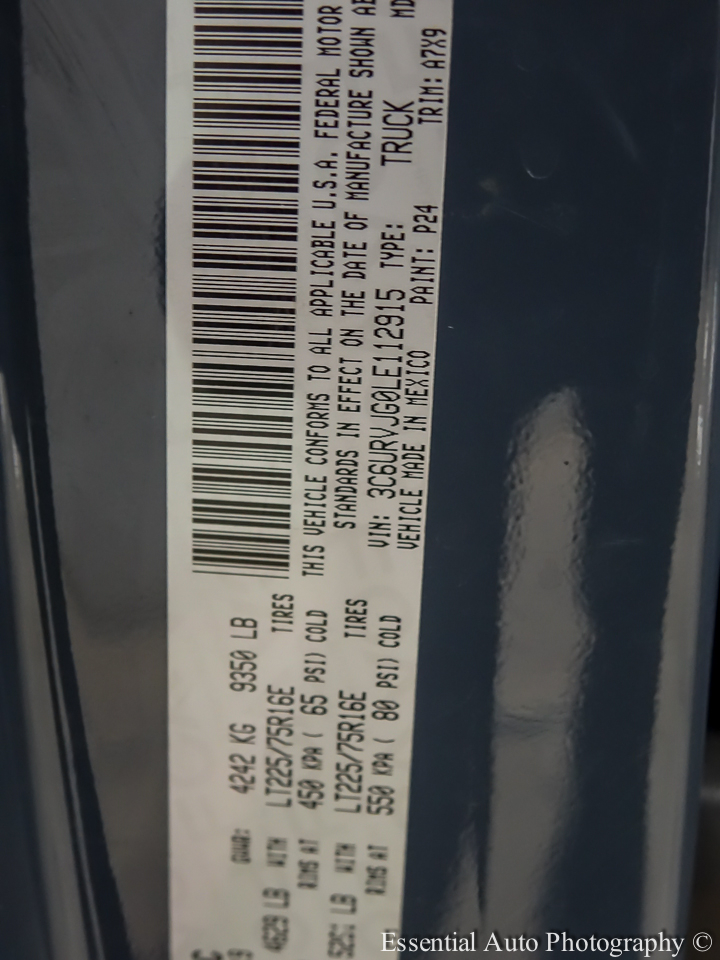 GVWR: 4242 KG 9350 LB
4629 LB WITH LT225/75R16E TIRES
RIMS AT 450 KPA ( 65 PSI) COLD
LB WITH LT225/75R16E TIRES
RIMS AT 550 KPA ( 80 PSI) COLD
THIS VEHICLE CONFORMS TO ALL APPLICABLE U.S.A. FEDERAL MOTOR
STANDARDS IN EFFECT ON THE DATE OF MANUFACTURE SHOWN AB
VIN: 3C6URVJG0LE112915 TYPE: TRUCK MD
VEHICLE MADE IN MEXICO PAINT: P24 TRIM: A7X9
Essential Auto Photography ©